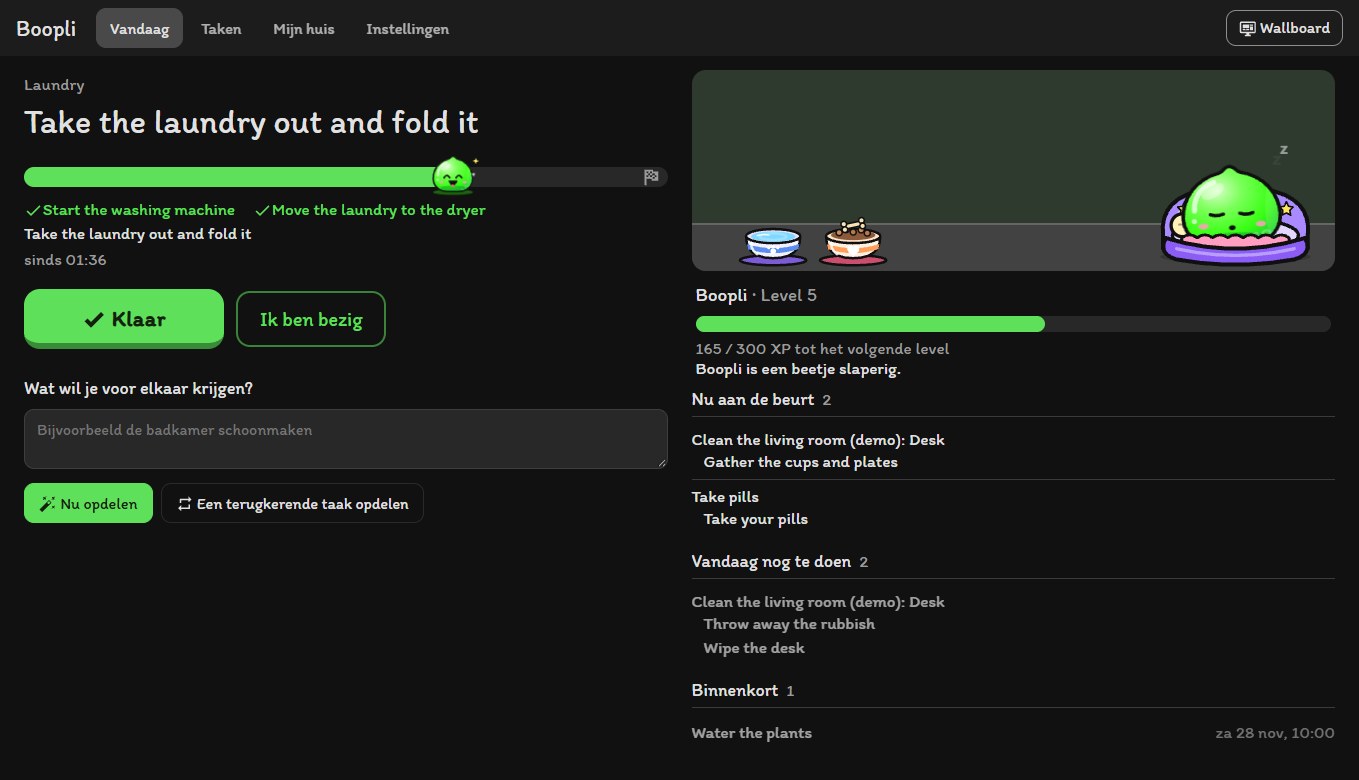 Boopli Vandaag Taken Mijn huis Instellingen Wallboard
Laundry
Take the laundry out and fold it
Start the washing machine Move the laundry to the dryer
Take the laundry out and fold it
sinds 01:36
Klaar Ik ben bezig
Wat wil je voor elkaar krijgen?
Bijvoorbeeld de badkamer schoonmaken
Nu opdelen Een terugkerende taak opdelen
z
z
Boopli · Level 5
165 / 300 XP tot het volgende level
Boopli is een beetje slaperig.
Nu aan de beurt 2
Clean the living room (demo): Desk
Gather the cups and plates
Take pills
Take your pills
Vandaag nog te doen 2
Clean the living room (demo): Desk
Throw away the rubbish
Wipe the desk
Binnenkort 1
Water the plants za 28 nov, 10:00